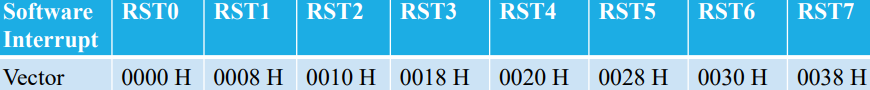 Software Interrupt RST0 RST1 RST2 RST3 RST4 RST5 RST6 RST7
Vector 0000 H 0008 H 0010 H 0018 H 0020 H 0028 H 0030 H 0038 H